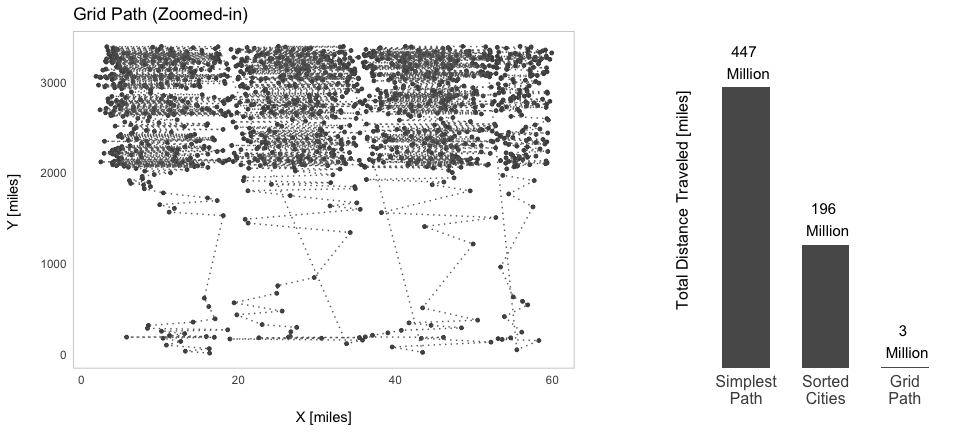 Grid Path (Zoomed-in)
Y [miles]
3000
2000
1000
0
0
20
40
60
X [miles]
Total Distance Traveled [miles]
447
Million
196
Million
3
Million
Simplest
Path
Sorted
Cities
Grid
Path